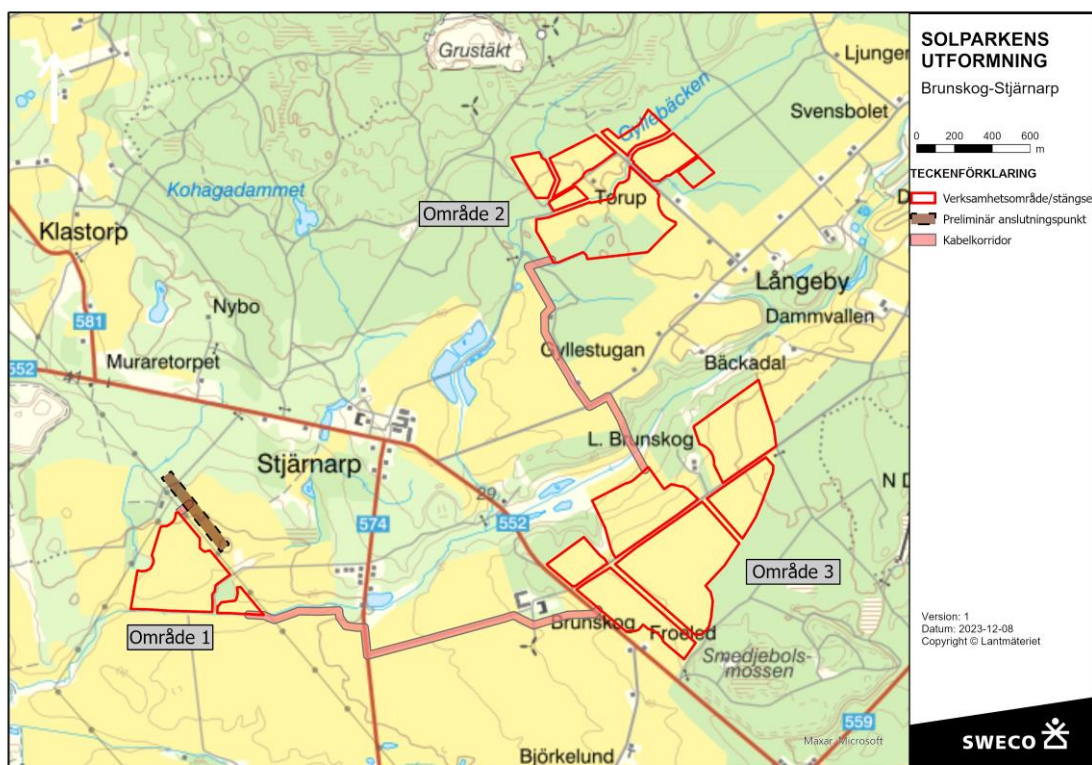 Grustäkt
Ljunger
Svensbolet
Gyllebäcken
Kohagadammet
Torup
Område 2
Klastorp
Långeby
Nybo
Dammvallen
581
Gyllestugan
Bäckadal
552
41
Muraretorpet
L. Brunskog
Stjärnarp
29
N D
574
552
Område 3
Område 1
Brunskog
Froeled
Smedjebols-
mossen
559
Björkelund
Maxar, Microsoft
SOLPARKENS
UTFORMNING
Brunskog-Stjärnarp
0 200 400 600
m
TECKENFÖRKLARING
Verksamhetsområde/stängse
Preliminär anslutningspunkt
Kabelkorridor
Version: 1
Datum: 2023-12-08
Copyright © Lantmäteriet
SWECO